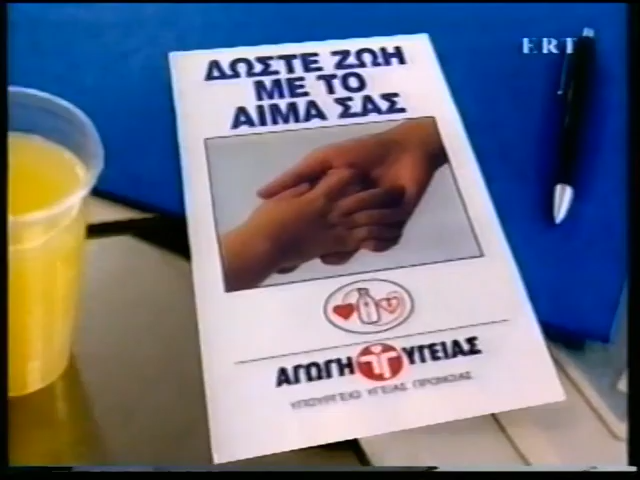 ERT
ΔΩΣΤΕ ΖΩΗ
ΜΕ ΤΟ
ΑΙΜΑ ΣΑΣ
ΑΓΩΓΗ ΥΓΕΙΑΣ
ΥΠΟΥΡΓΕΙΟ ΥΓΕΙΑΣ ΠΡΟΝΟΙΑΣ